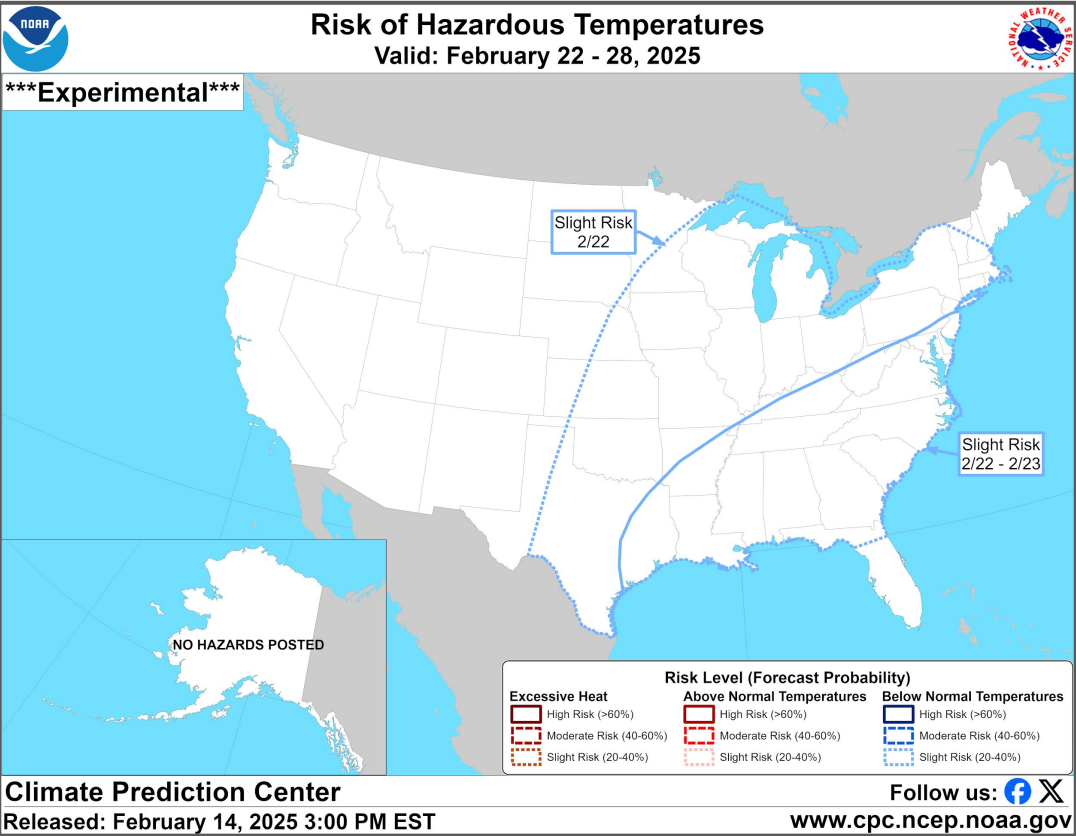 NOAA
Risk of Hazardous Temperatures
Valid: February 22 - 28, 2025
NATIONAL WEATHER SERVICE
***Experimental***
Slight Risk
2/22
Slight Risk
2/22 - 2/23
NO HAZARDS POSTED
Risk Level (Forecast Probability)
Excessive Heat
High Risk (>60%)
Moderate Risk (40-60%)
Slight Risk (20-40%)
Above Normal Temperatures
High Risk (>60%)
Moderate Risk (40-60%)
Slight Risk (20-40%)
Below Normal Temperatures
High Risk (>60%)
Moderate Risk (40-60%)
Slight Risk (20-40%)
Climate Prediction Center
Follow us:
Released: February 14, 2025 3:00 PM EST
www.cpc.ncep.noaa.gov